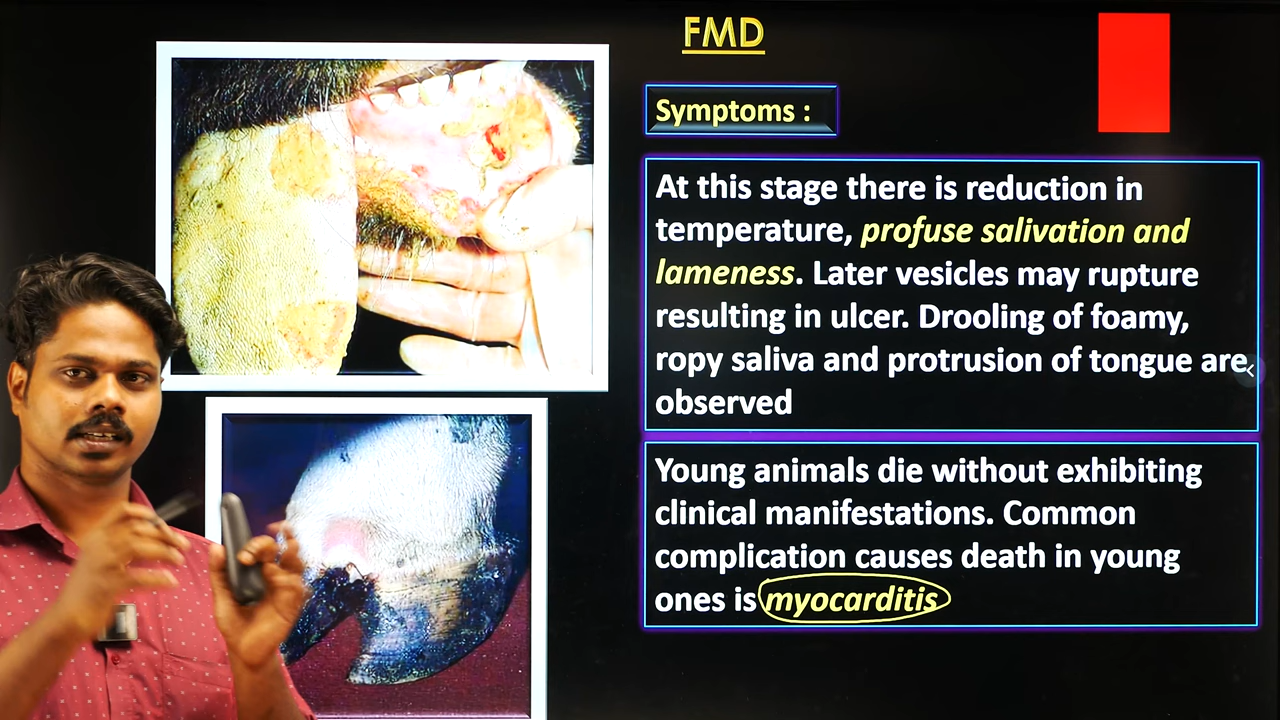 FMD
Symptoms :
At this stage there is reduction in
temperature, profuse salivation and
lameness. Later vesicles may rupture
resulting in ulcer. Drooling of foamy,
ropy saliva and protrusion of tongue are
observed
Young animals die without exhibiting
clinical manifestations. Common
complication causes death in young
ones is myocarditis